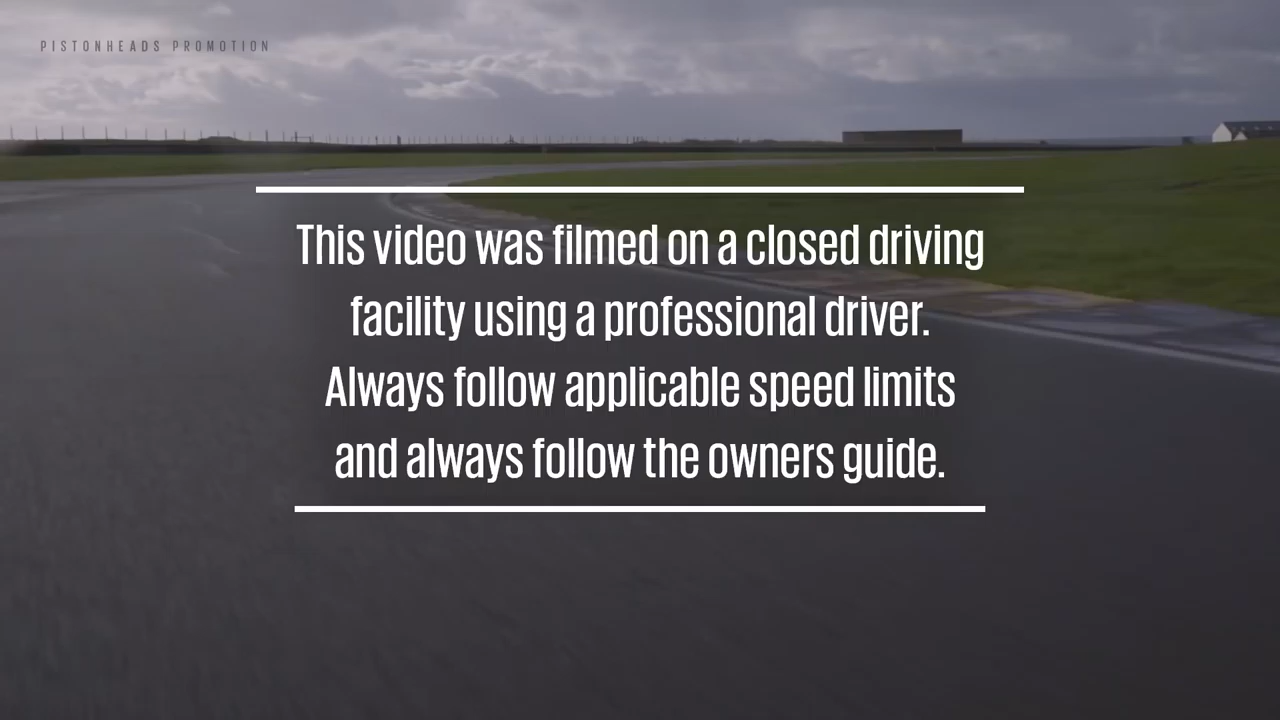 PISTONHEADS PROMOTION
This video was filmed on a closed driving
facility using a professional driver.
Always follow applicable speed limits
and always follow the owners guide.